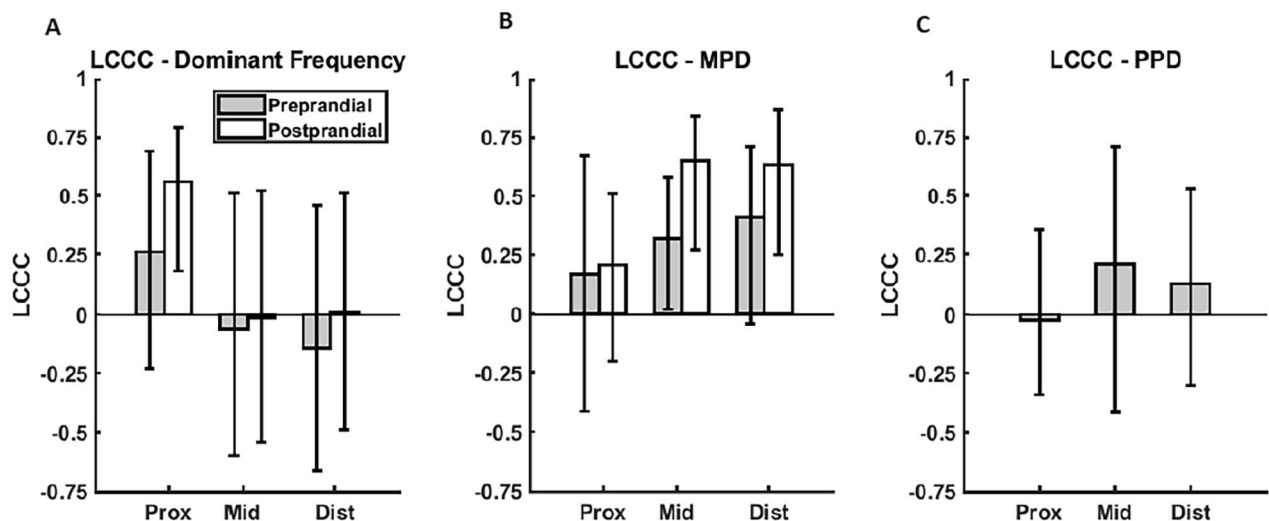 A
LCCC - Dominant Frequency
1
0.75
0.5
0.25
0
-0.25
-0.5
-0.75
LCCC
Preprandial
Postprandial
Prox Mid Dist
B
LCCC - MPD
1
0.75
0.5
0.25
0
-0.25
-0.5
-0.75
LCCC
Prox Mid Dist
C
LCCC - PPD
1
0.75
0.5
0.25
0
-0.25
-0.5
-0.75
LCCC
Prox Mid Dist